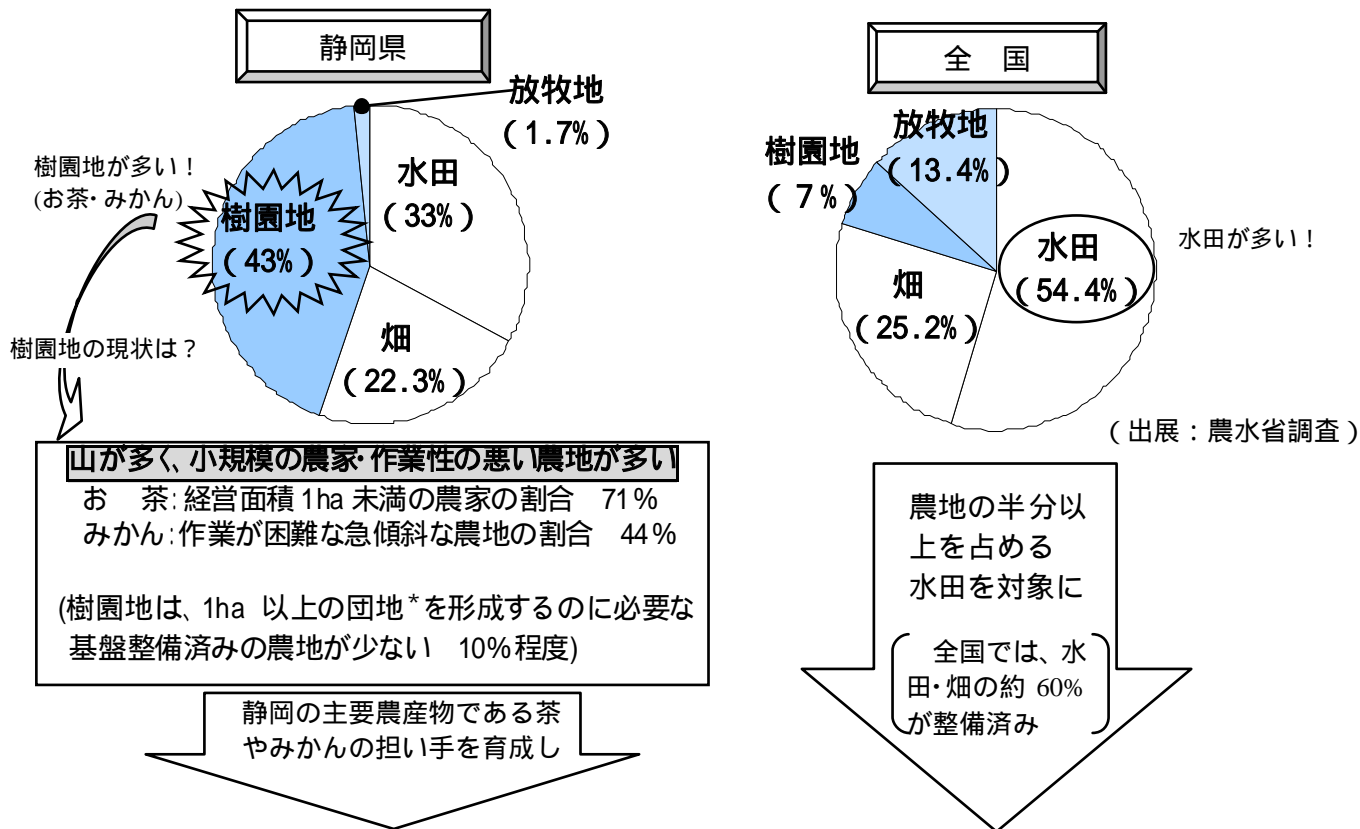 静岡県
放牧地
(1.7%)
水田
(33%)
樹園地が多い！
(お茶・みかん)
樹園地
(43%)
畑
(22.3%)
樹園地の現状は？
山が多く、小規模の農家・作業性の悪い農地が多い
お　茶：経営面積 1ha 未満の農家の割合　71%
みかん：作業が困難な急傾斜な農地の割合　44%
(樹園地は、1ha 以上の団地*を形成するのに必要な
基盤整備済みの農地が少ない　10%程度)
静岡の主要農産物である茶
やみかんの担い手を育成し
全　国
放牧地
(13.4%)
樹園地
(7%)
水田
(54.4%)
水田が多い！
畑
(25.2%)
(出展：農水省調査)
農地の半分以
上を占める
水田を対象に
全国では、水
田・畑の約 60%
が整備済み